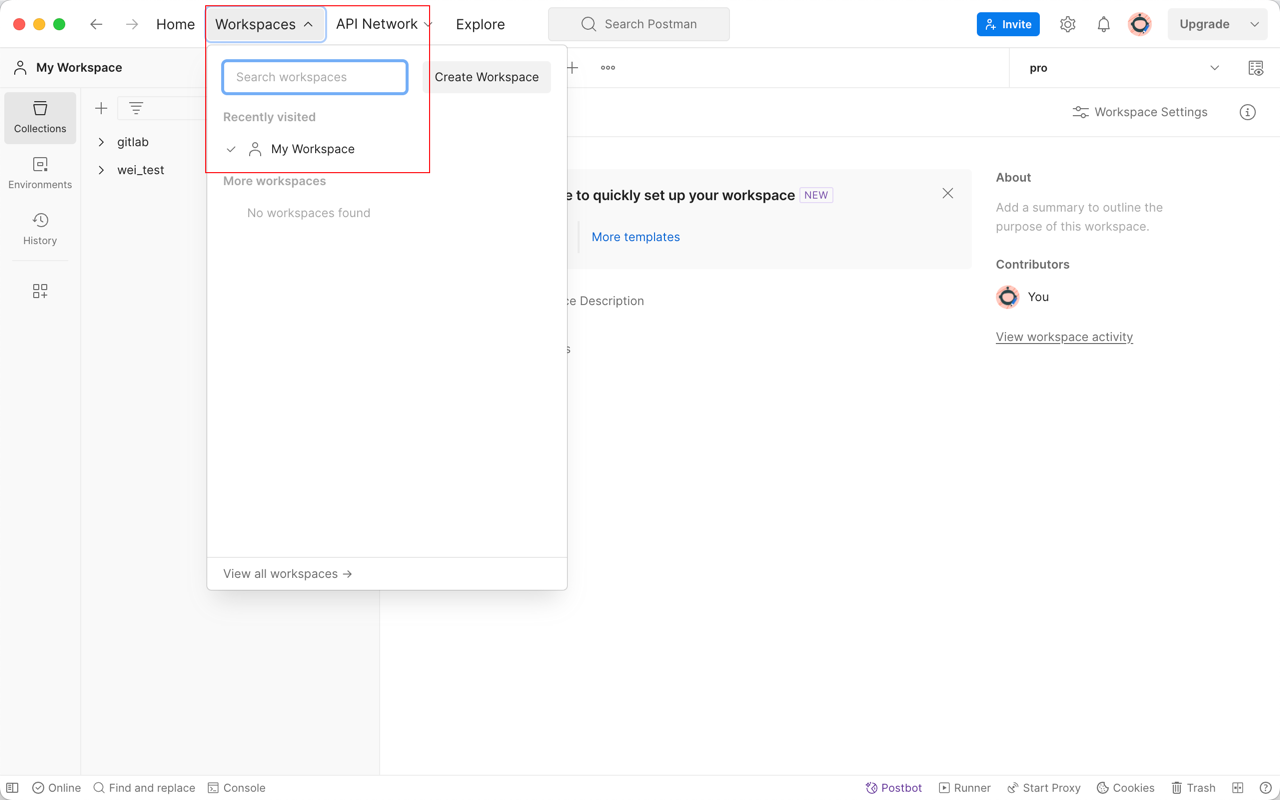 Home
Workspaces
API Network
Explore
Search Postman
Invite
Upgrade
My Workspace
Search workspaces
Create Workspace
pro
Collections
Environments
History
gitlab
wei_test
Recently visited
My Workspace
More workspaces
No workspaces found
View all workspaces →
Workspace Settings
e to quickly set up your workspace NEW
More templates
ce Description
s
About
Add a summary to outline the
purpose of this workspace.
Contributors
You
View workspace activity
Online
Find and replace
Console
Postbot
Runner
Start Proxy
Cookies
Trash